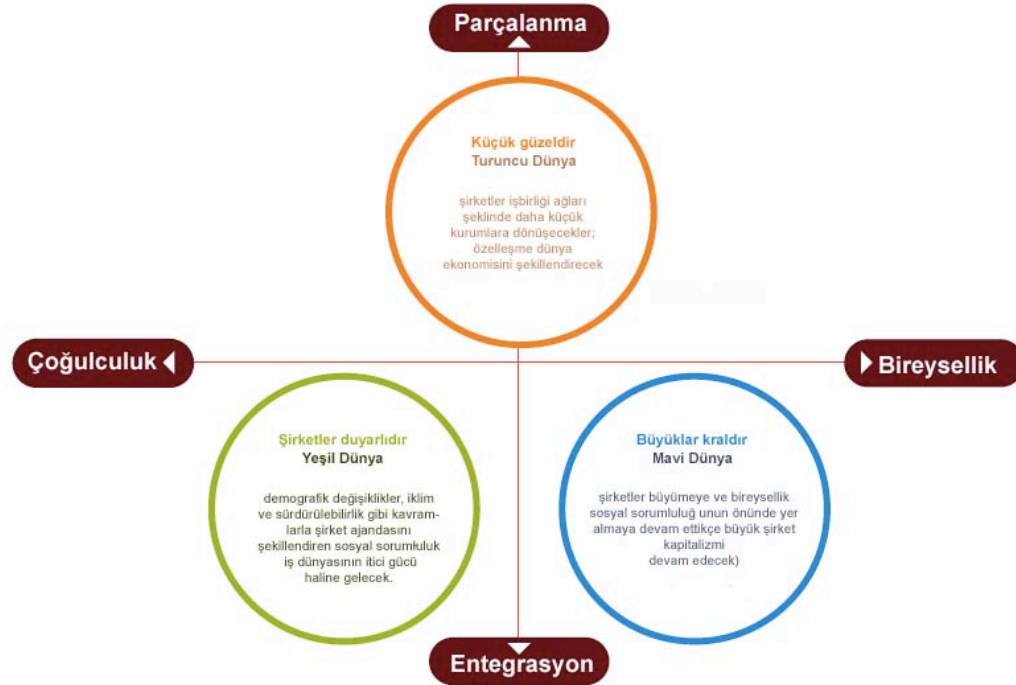 Parçalanma
Küçük güzeldir
Turuncu Dünya
şirketler işbirliği ağları
şeklinde daha küçük
kurumlara dönüşecekler;
özelleşme dünya
ekonomisini şekillendirecek
Çoğulculuk
Bireysellik
Şirketler duyarlıdır
Yeşil Dünya
demografik değişiklikler, iklim
ve sürdürülebilirlik gibi kavram-
larla şirket ajandasını
şekillendiren sosyal sorumluluk
iş dünyasının itici gücü
haline gelecek.
Büyüklar kraldır
Mavi Dünya
şirketler büyümeye ve bireysellik
sosyal sorumluluğ unun önünde yer
almaya devam ettikçe büyük şirket
kapitalizmi
devam edecek)
Entegrasyon